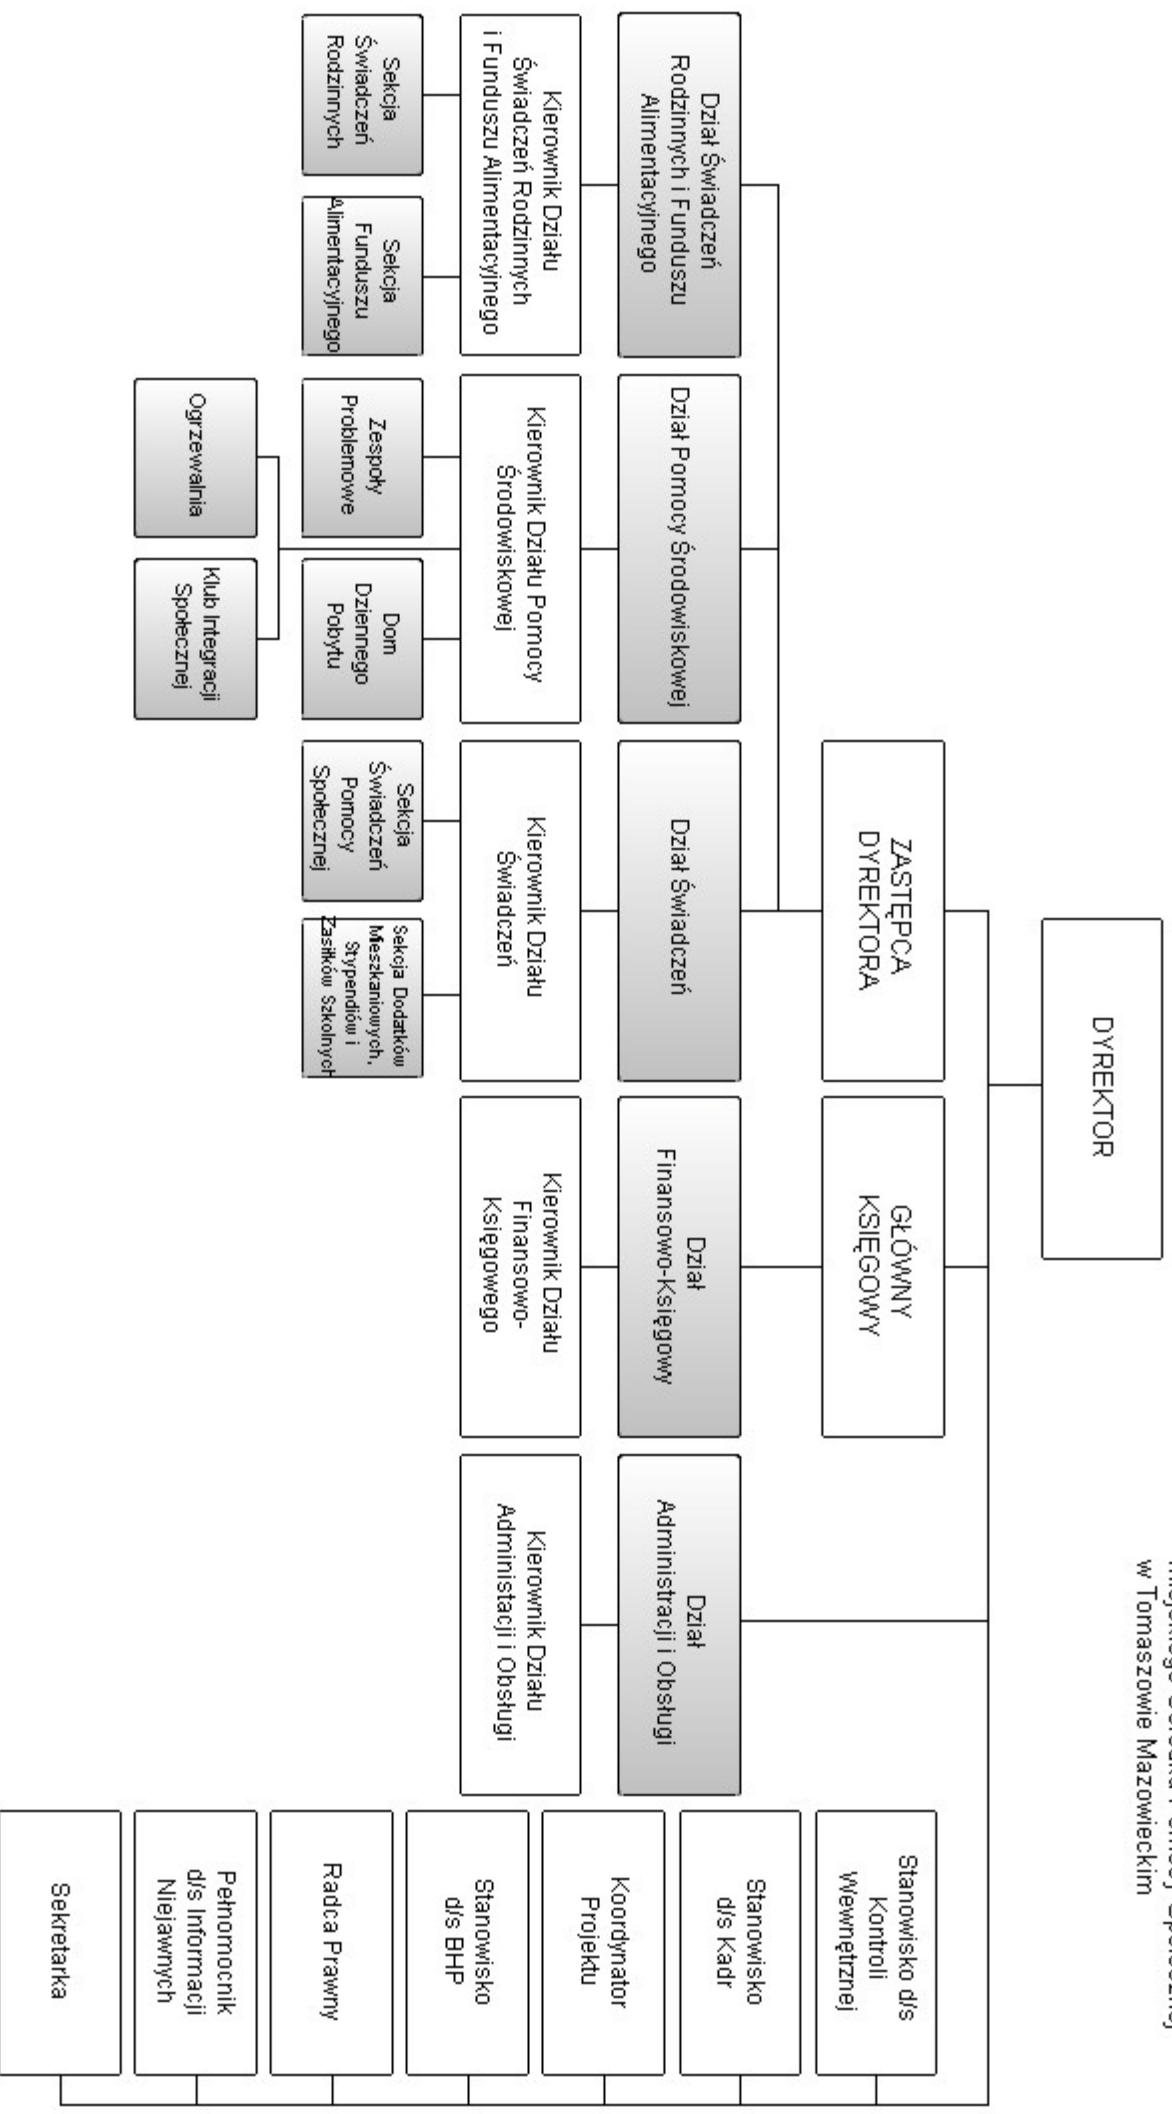 w Tomaszowie Mazowieckim
DYREKTOR
ZASTĘPCA
DYREKTORA
GŁÓWNY
KSIĘGOWY
Dział Świadczeń
Rodzinnych i Funduszu
Alimentacyjnego
Dział Pomocy Środowiskowej
Dział Świadczeń
Dział
Finansowo-Księgowy
Dział
Administracji i Obsługi
Kierownik Działu
Świadczeń Rodzinnych
i Funduszu Alimentacyjnego
Kierownik Działu Pomocy
Środowiskowej
Kierownik Działu
Świadczeń
Kierownik Działu
Finansowo-
Księgowego
Kierownik Działu
Administacji i Obsługi
Sekcja
Świadczeń
Rodzinnych
Sekcja
Funduszu
Alimentacyjnego
Zespoły
Problemowe
Dom
Dziennego
Pobytu
Sekcja
Świadczeń
Pomocy
Społecznej
Sekcja Dodatków
Mieszkaniowych,
Stypendiów i
Zasiłków Szkolnych
Ogrzewalnia
Klub Integracji
Społecznej
Stanowisko d/s
Kontroli
Wewnętrznej
Stanowisko
d/s Kadr
Koordynator
Projektu
Stanowisko
d/s BHP
Radca Prawny
Pełnomocnik
d/s Informacji
Niejawnych
Sekretarka